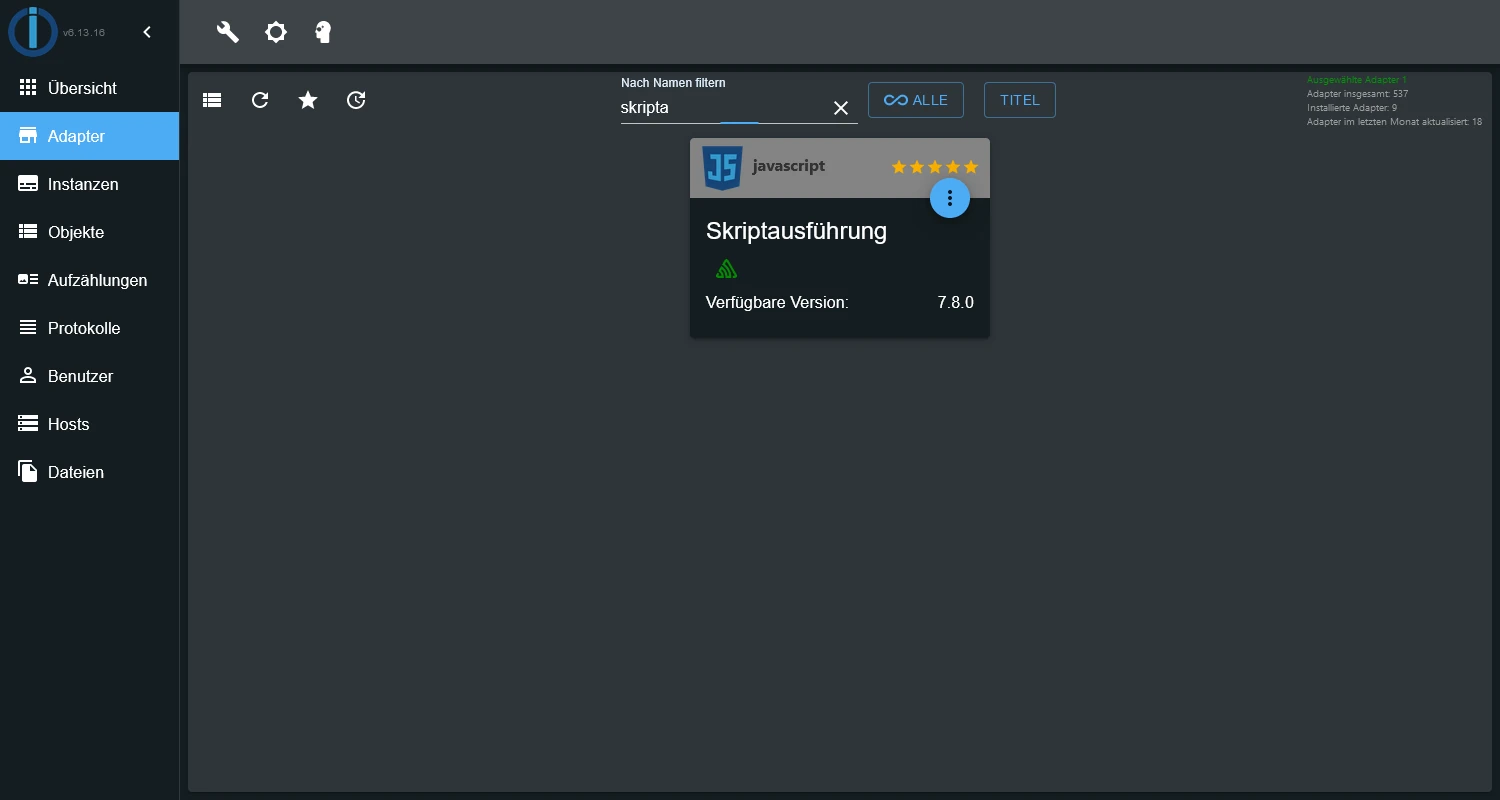 v6.13.16
Übersicht
Adapter
Instanzen
Objekte
Aufzählungen
Protokolle
Benutzer
Hosts
Dateien
Nach Namen filtern
skripta
ALLE
TITEL
Ausgewählte Adapter 1
Adapter insgesamt: 537
Installierte Adapter: 9
Adapter im letzten Monat aktualisiert: 18
JS
javascript
Skriptausführung
Verfügbare Version: 7.8.0